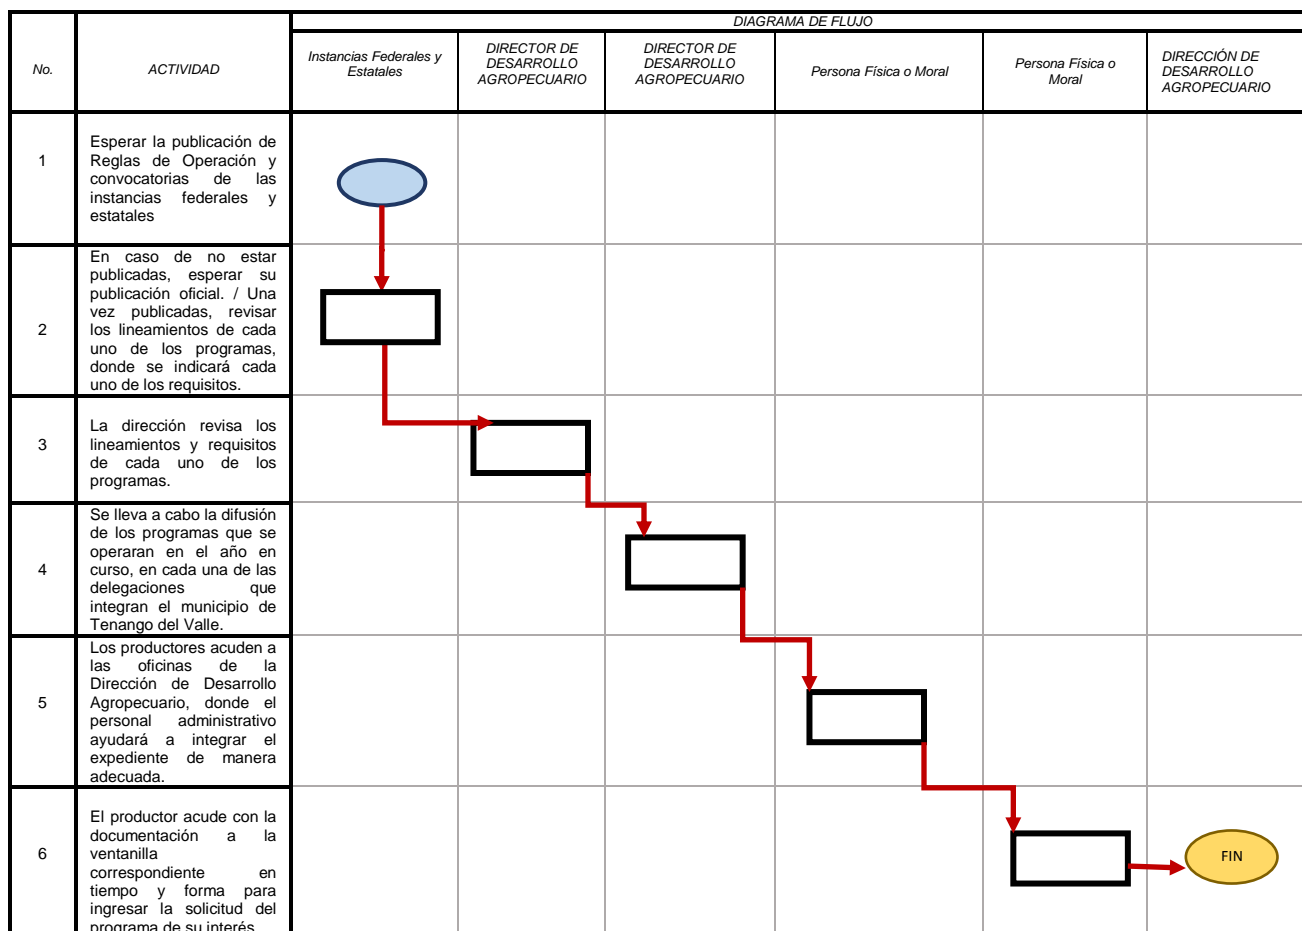 DIAGRAMA DE FLUJO
No.
ACTIVIDAD
Instancias Federales y
Estatales
DIRECTOR DE
DESARROLLO
AGROPECUARIO
DIRECTOR DE
DESARROLLO
AGROPECUARIO
Persona Física o Moral
Persona Física o
Moral
DIRECCIÓN DE
DESARROLLO
AGROPECUARIO
1
Esperar la publicación de
Reglas de Operación y
convocatorias de las
instancias federales y
estatales
2
En caso de no estar
publicadas, esperar su
publicación oficial. / Una
vez publicadas, revisar
los lineamientos de cada
uno de los programas,
donde se indicará cada
uno de los requisitos.
3
La dirección revisa los
lineamientos y requisitos
de cada uno de los
programas.
4
Se lleva a cabo la difusión
de los programas que se
operaran en el año en
curso, en cada una de las
delegaciones que
integran el municipio de
Tenango del Valle.
5
Los productores acuden a
las oficinas de la
Dirección de Desarrollo
Agropecuario, donde el
personal administrativo
ayudará a integrar el
expediente de manera
adecuada.
6
El productor acude con la
documentación a la
ventanilla
correspondiente en
tiempo y forma para
ingresar la solicitud del
programa de su interés
FIN